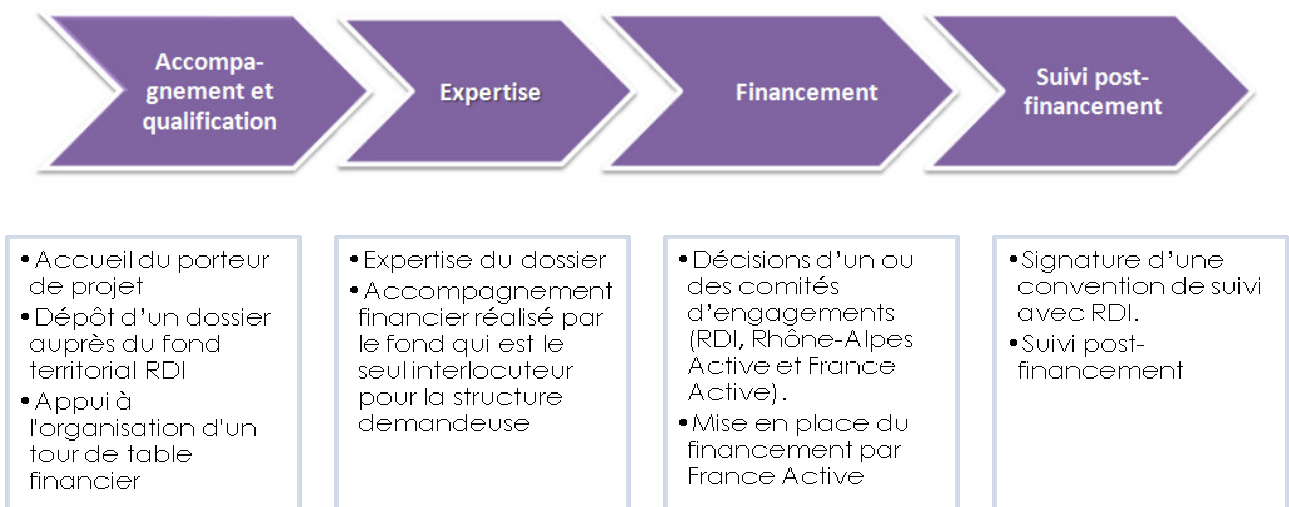 Accompa-
gnement et
qualification
Expertise
Financement
Suivi post-
financement
•Accueil du porteur
de projet
•Dépôt d'un dossier
auprès du fond
territorial RDI
•Appui à
l'organisation d'un
tour de table
financier
•Expertise du dossier
•Accompagnement
financier réalisé par
le fond qui est le
seul interlocuteur
pour la structure
demandeuse
•Décisions d'un ou
des comités
d'engagements
(RDI, Rhône-Alpes
Active et France
Active).
•Mise en place du
financement par
France Active
•Signature d'une
convention de suivi
avec RDI.
•Suivi post-
financement